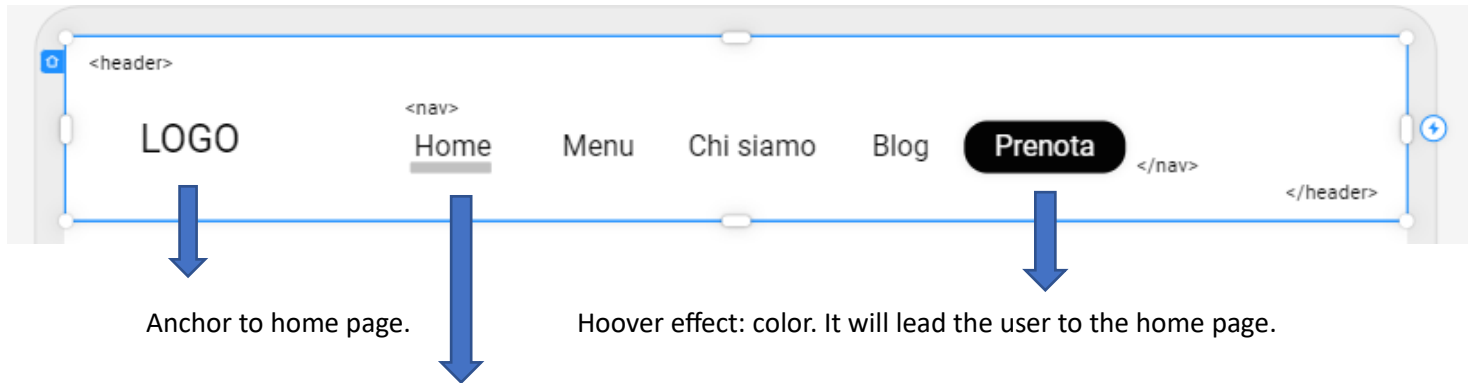 <header>
<nav>
LOGO
Home Menu Chi siamo Blog Prenota
</nav>
</header>
Anchor to home page. Hoover effect: color. It will lead the user to the home page.